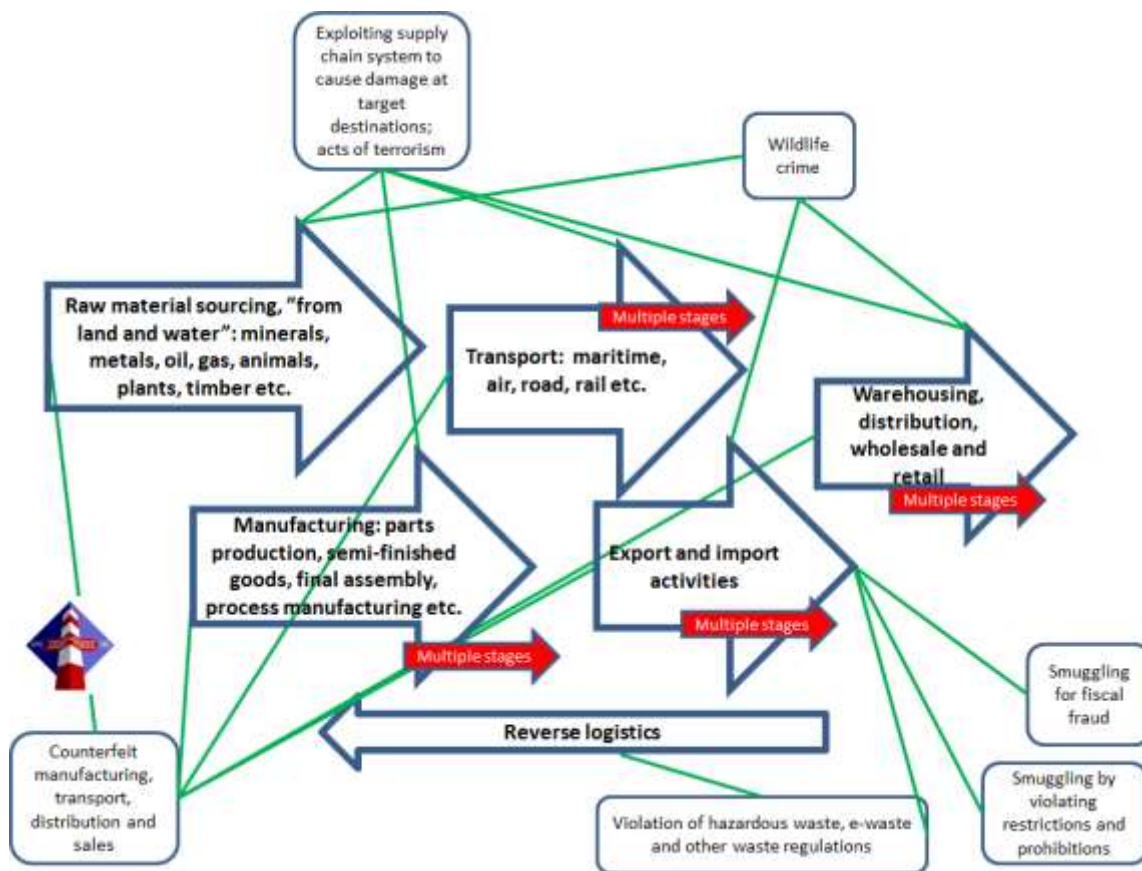 Exploiting supply
chain system to
cause damage at
target
destinations;
acts of terrorism
Wildlife
crime
Raw material sourcing, "from
land and water": minerals,
metals, oil, gas, animals,
plants, timber etc.
Multiple stages
Transport: maritime,
air, road, rail etc.
Warehousing,
distribution,
wholesale and
retail
Multiple stages
Manufacturing: parts
production, semi-finished
goods, final assembly,
process manufacturing etc.
Multiple stages
Export and import
activities
Multiple stages
Smuggling
for fiscal
fraud
Reverse logistics
Counterfeit
manufacturing,
transport,
distribution and
sales
Violation of hazardous waste, e-waste
and other waste regulations
Smuggling by
violating
restrictions and
prohibitions